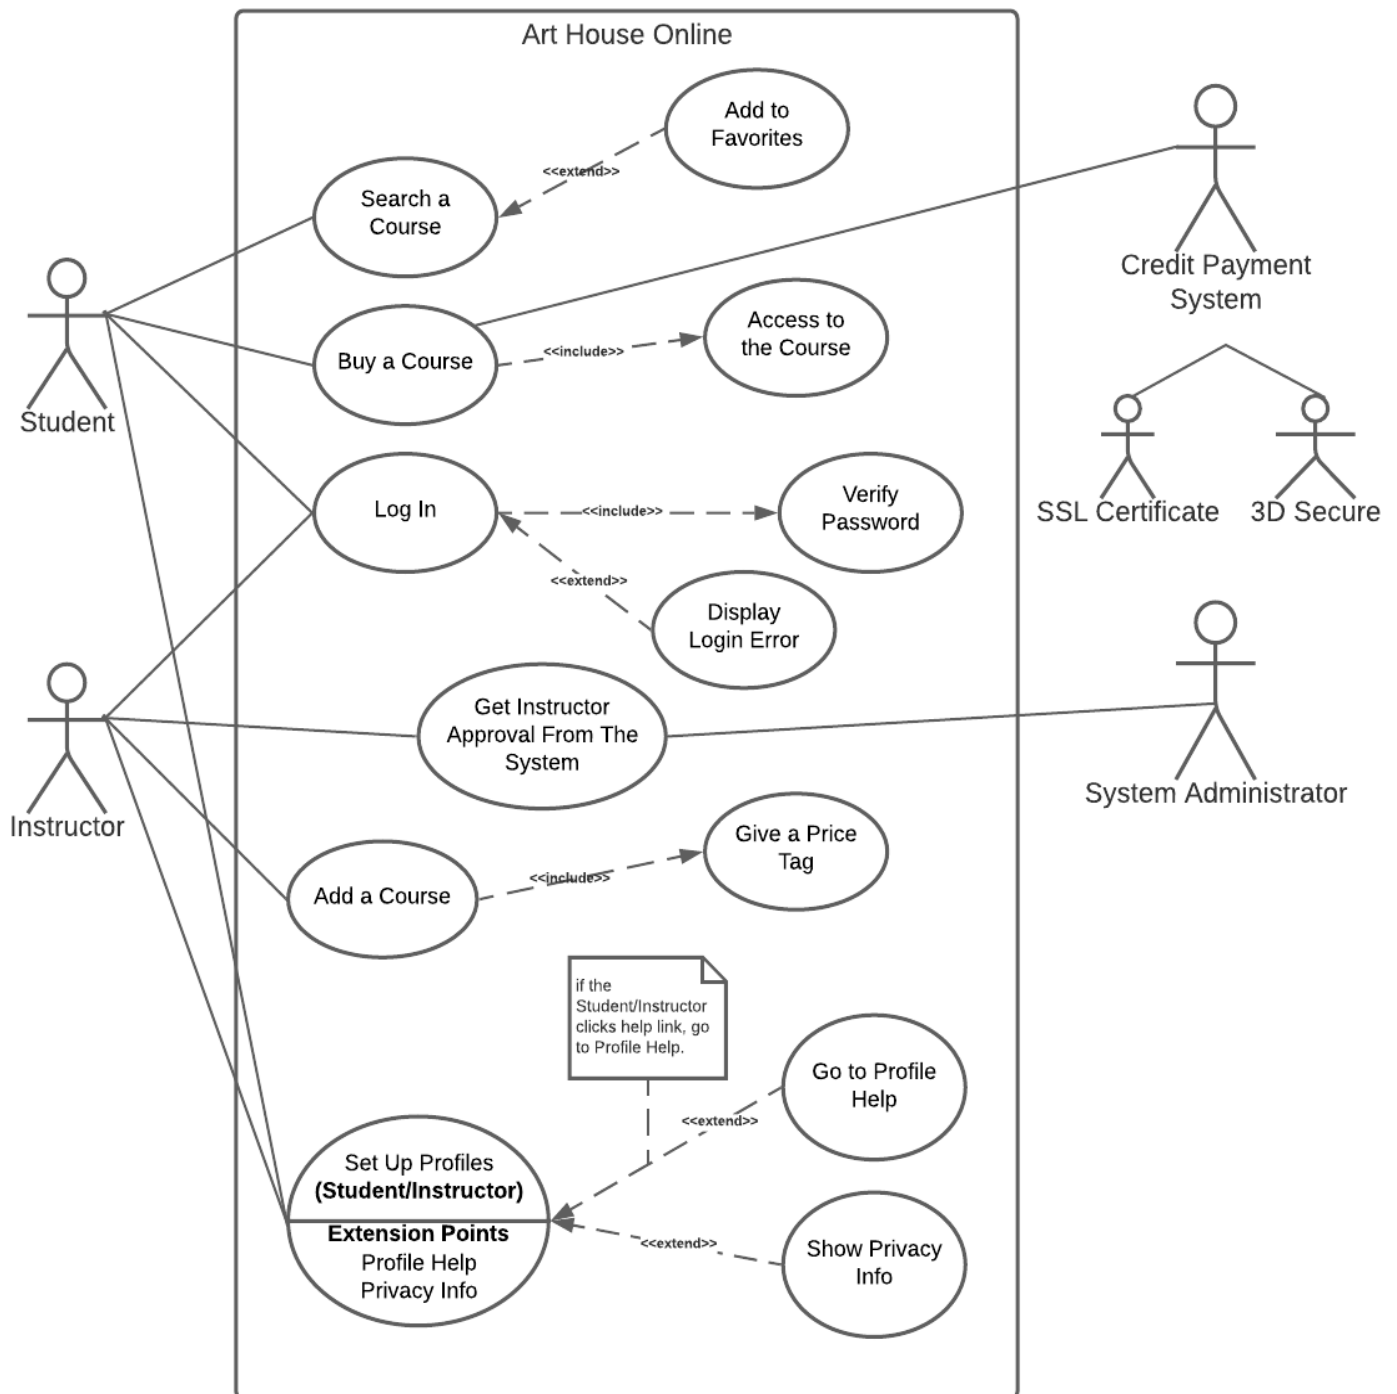 Art House Online
Add to
Favorites
<<extend>>
Search a
Course
Credit Payment
System
Student
Buy a Course
<<include>>
Access to
the Course
SSL Certificate
3D Secure
Log In
<<include>>
Verify
Password
<<extend>>
Display
Login Error
Instructor
Get Instructor
Approval From The
System
System Administrator
Add a Course
<<include>>
Give a Price
Tag
if the
Student/Instructor
clicks help link, go
to Profile Help.
Go to Profile
Help
<<extend>>
Set Up Profiles
(Student/Instructor)
Extension Points
Profile Help
Privacy Info
<<extend>>
Show Privacy
Info